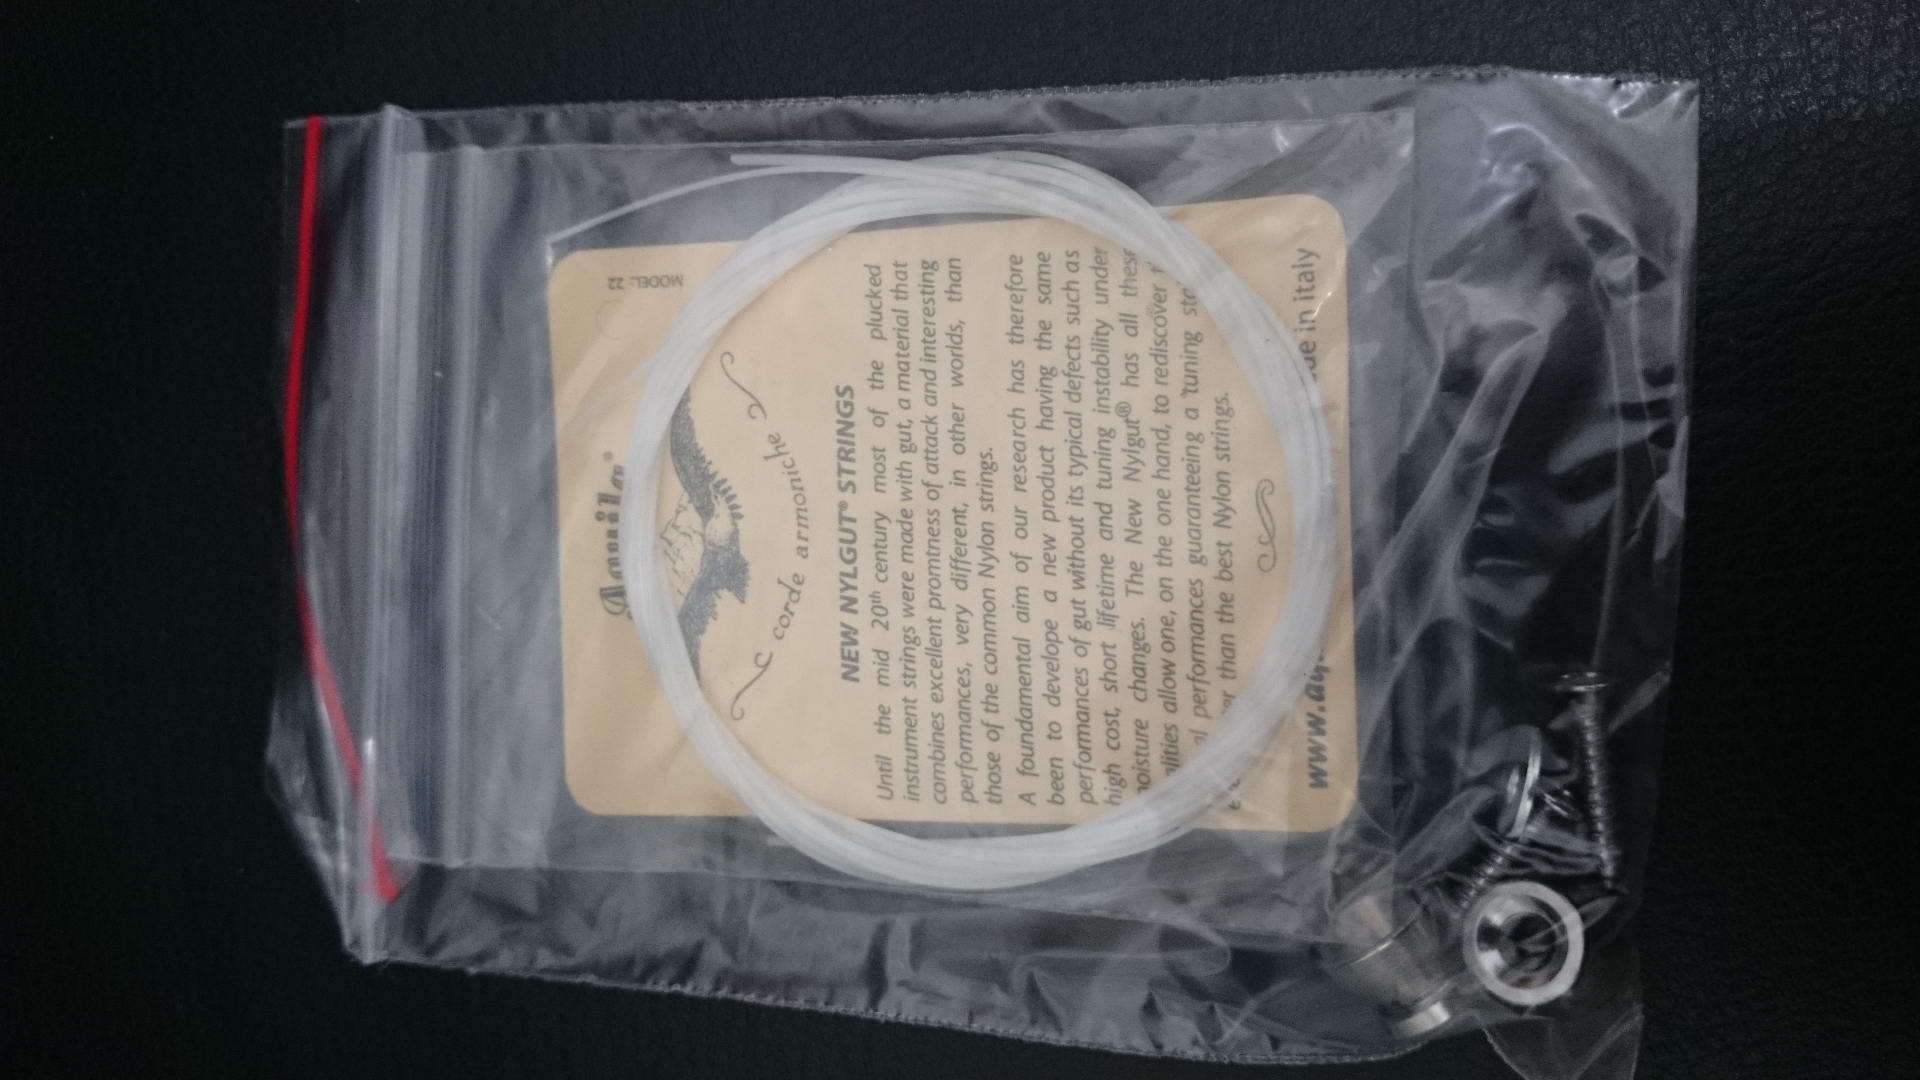 MODEL: 22
Aquila®
corde armoniche
NEW NYLGUT® STRINGS
Until the mid 20th century most of the plucked
instrument strings were made with gut, a material that
combines excellent promtness of attack and interesting
performances, very different, in other worlds, than
those of the common Nylon strings.
A foundamental aim of our research has therefore
been to develope a new product having the same
performances of gut without its typical defects such as
high cost, short lifetime and tuning instability under
moisture changes. The New Nylgut® has all these
alities allow one, on the one hand, to rediscover
performances guaranteeing a tuning
than the best Nylon strings.
www.aq
de in italy